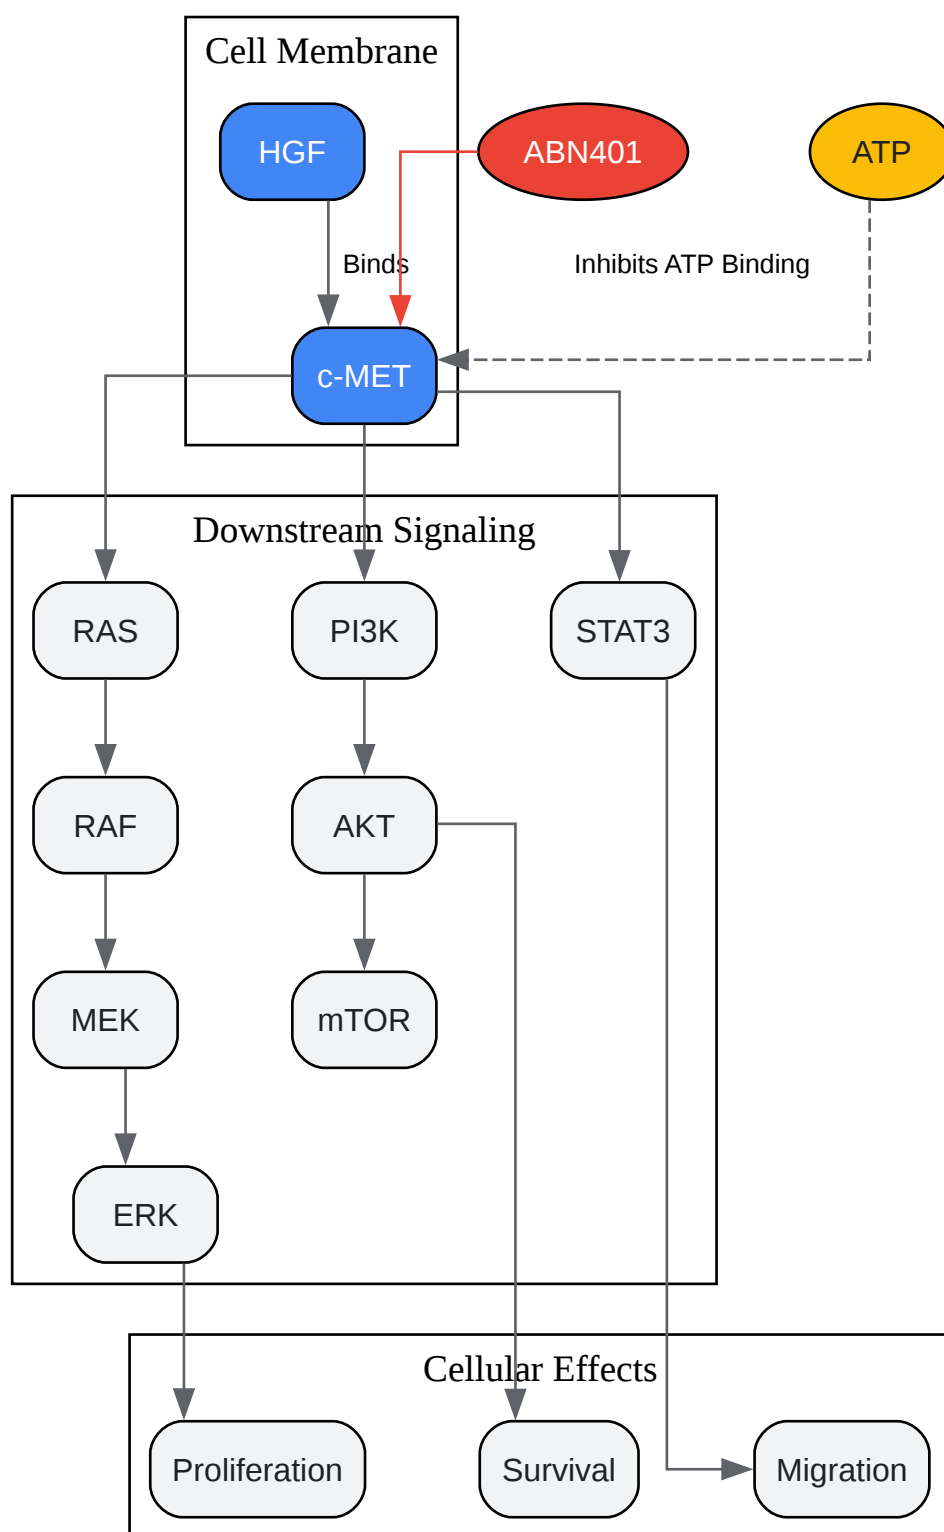 Cell Membrane
HGF
ABN401
ATP
Binds
Inhibits ATP Binding
c-MET
Downstream Signaling
RAS
PI3K
STAT3
RAF
AKT
MEK
mTOR
ERK
Cellular Effects
Proliferation
Survival
Migration